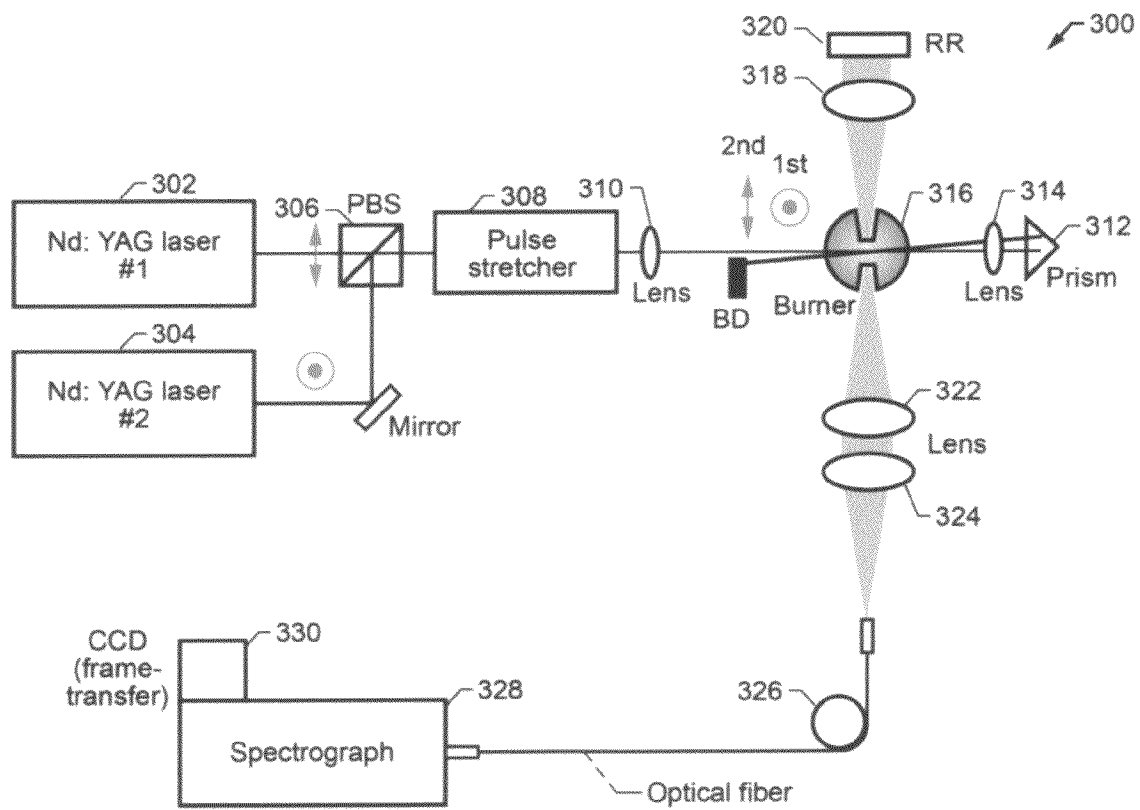 320
RR
300
318
2nd
1st
302
306
PBS
308
310
316
314
312
Nd: YAG laser
#1
Pulse
stretcher
Lens
BD
Burner
Lens
Prism
304
Nd: YAG laser
#2
Mirror
322
Lens
324
CCD
(frame-
transfer)
330
328
326
Spectrograph
Optical fiber